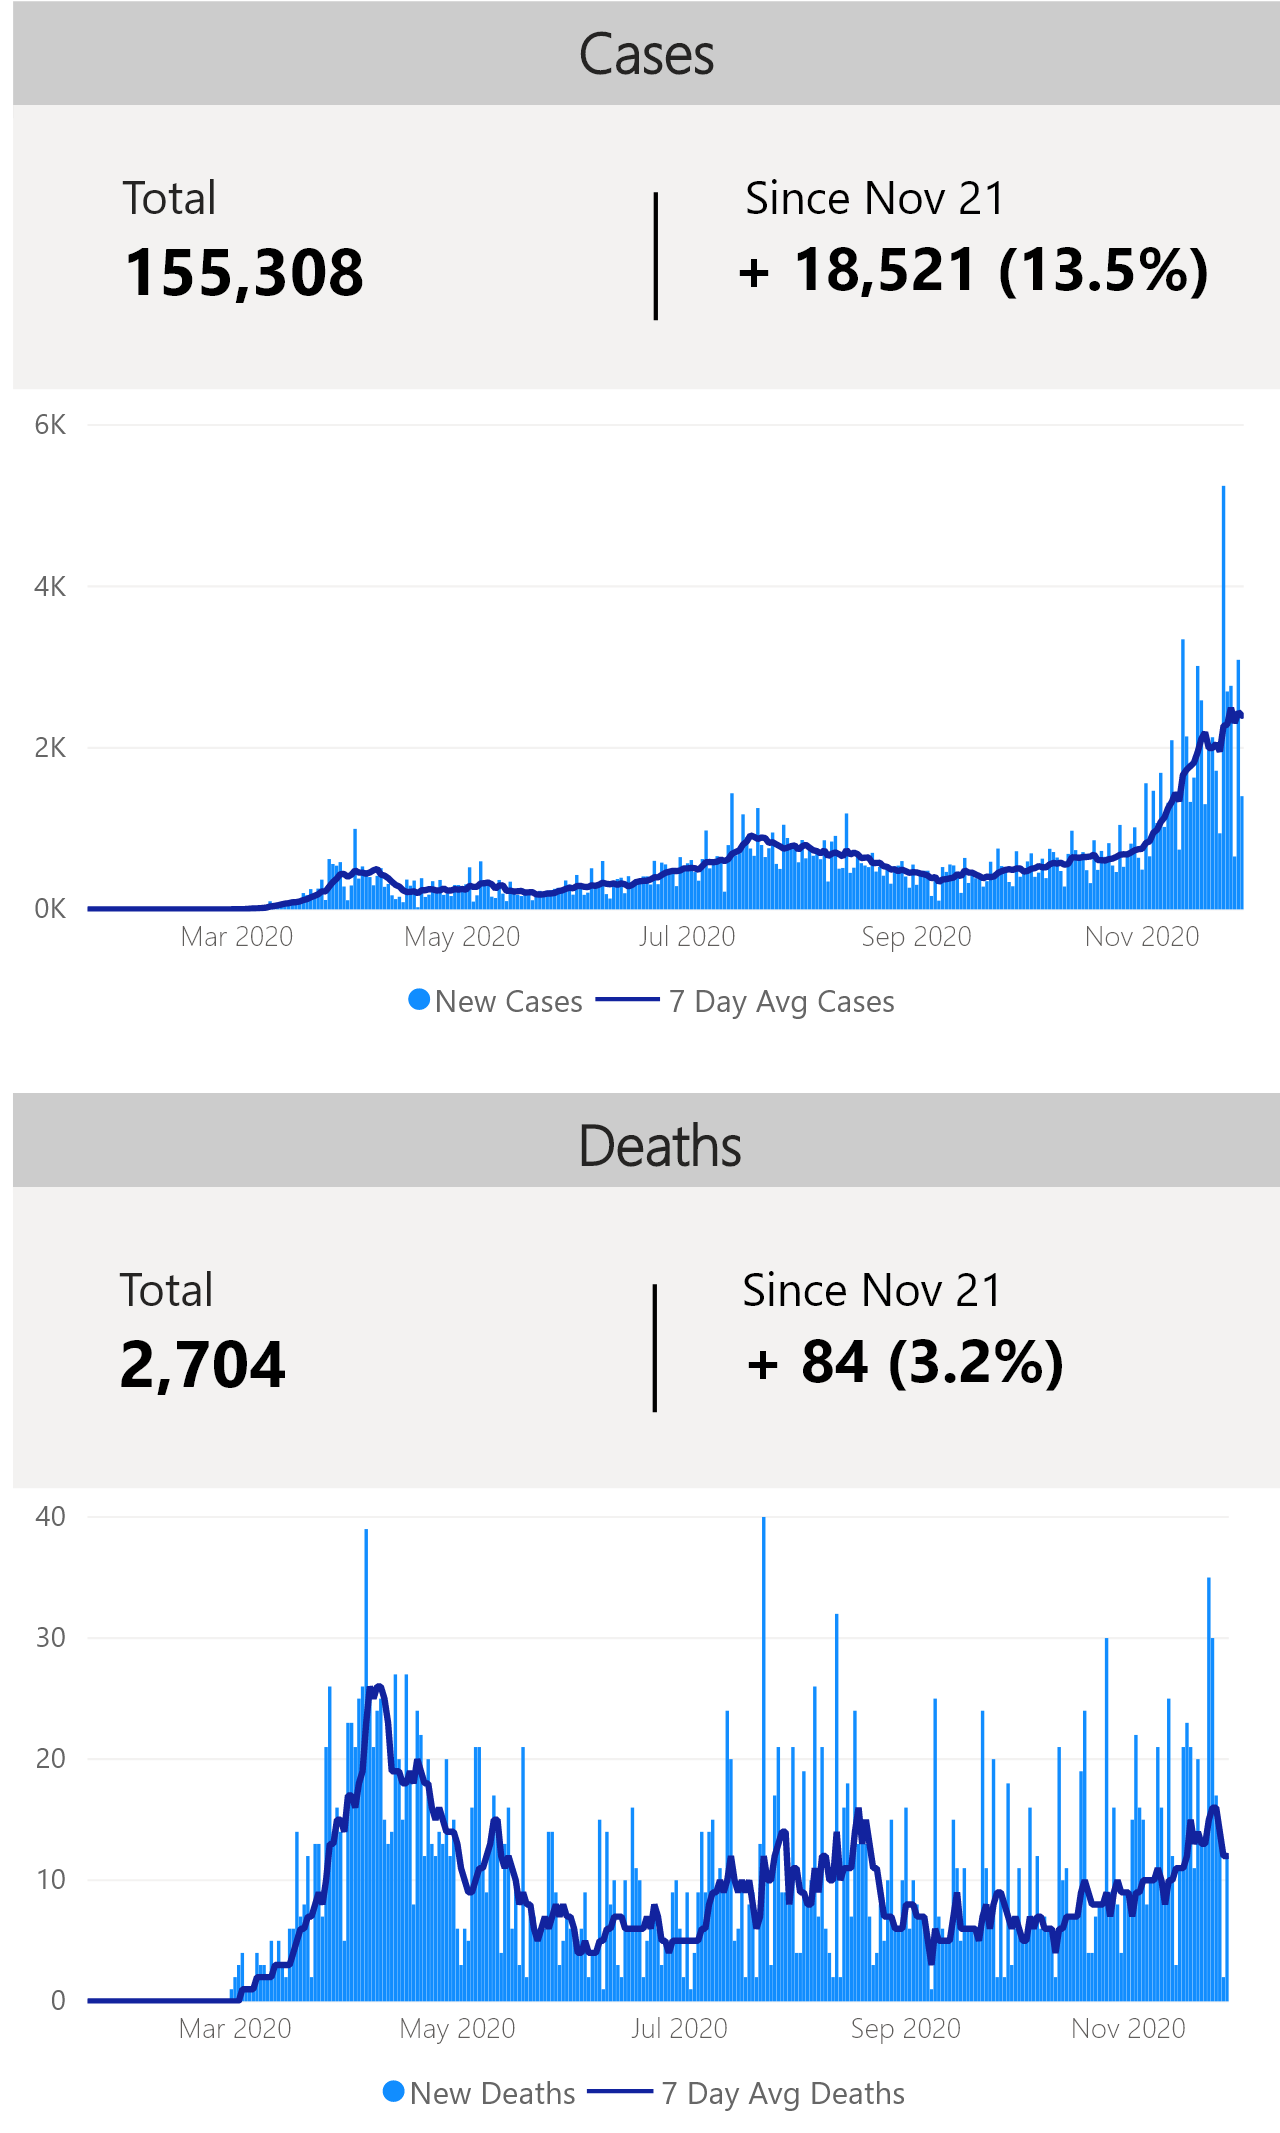 Cases
Total
Since Nov 21
155,308
+ 18,521 (13.5%)
6K
4K
2K
0K
Mar 2020 May 2020 Jul 2020 Sep 2020 Nov 2020
New Cases 7 Day Avg Cases
Deaths
Total
Since Nov 21
2,704
+ 84 (3.2%)
40
30
20
10
0
Mar 2020 May 2020 Jul 2020 Sep 2020 Nov 2020
New Deaths 7 Day Avg Deaths